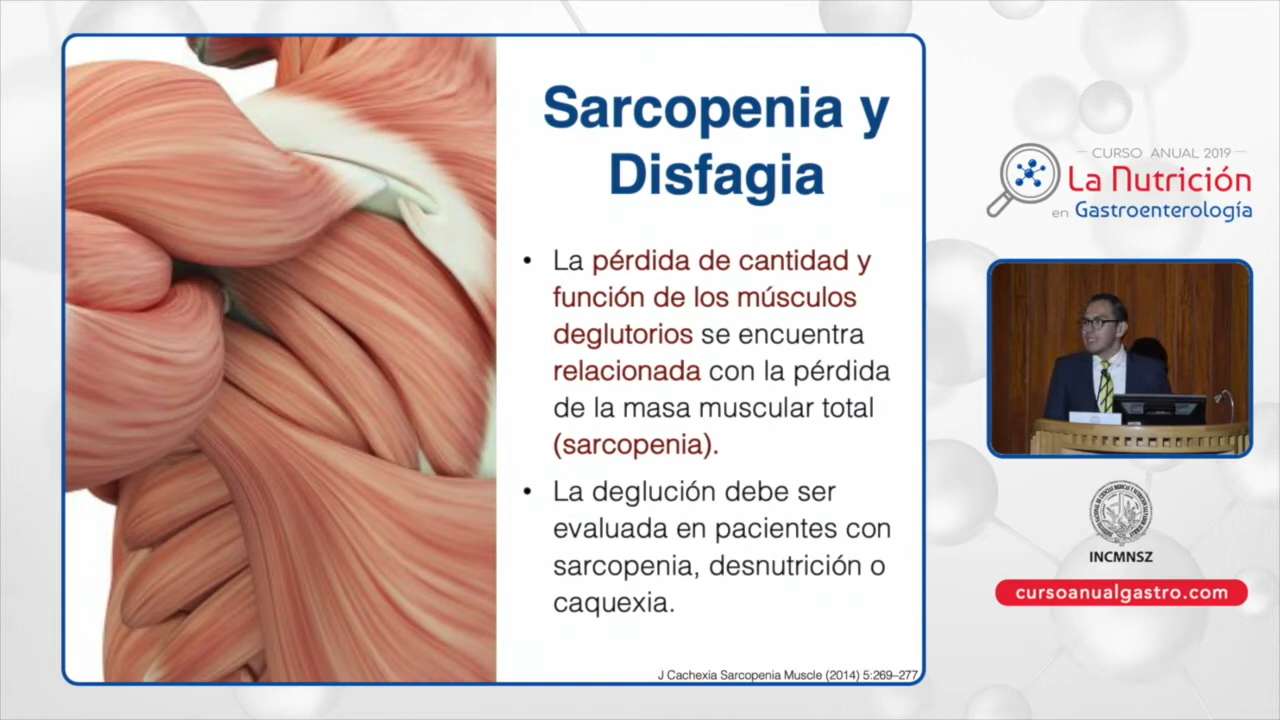 Sarcopenia y
Disfagia
• La pérdida de cantidad y
función de los músculos
deglutorios se encuentra
relacionada con la pérdida
de la masa muscular total
(sarcopenia).
• La deglución debe ser
evaluada en pacientes con
sarcopenia, desnutrición o
caquexia.
J Cachexia Sarcopenia Muscle (2014) 5:269–277
CURSO ANUAL 2019
La Nutrición
en Gastroenterología
INCMNSZ
cursoanualgastro.com